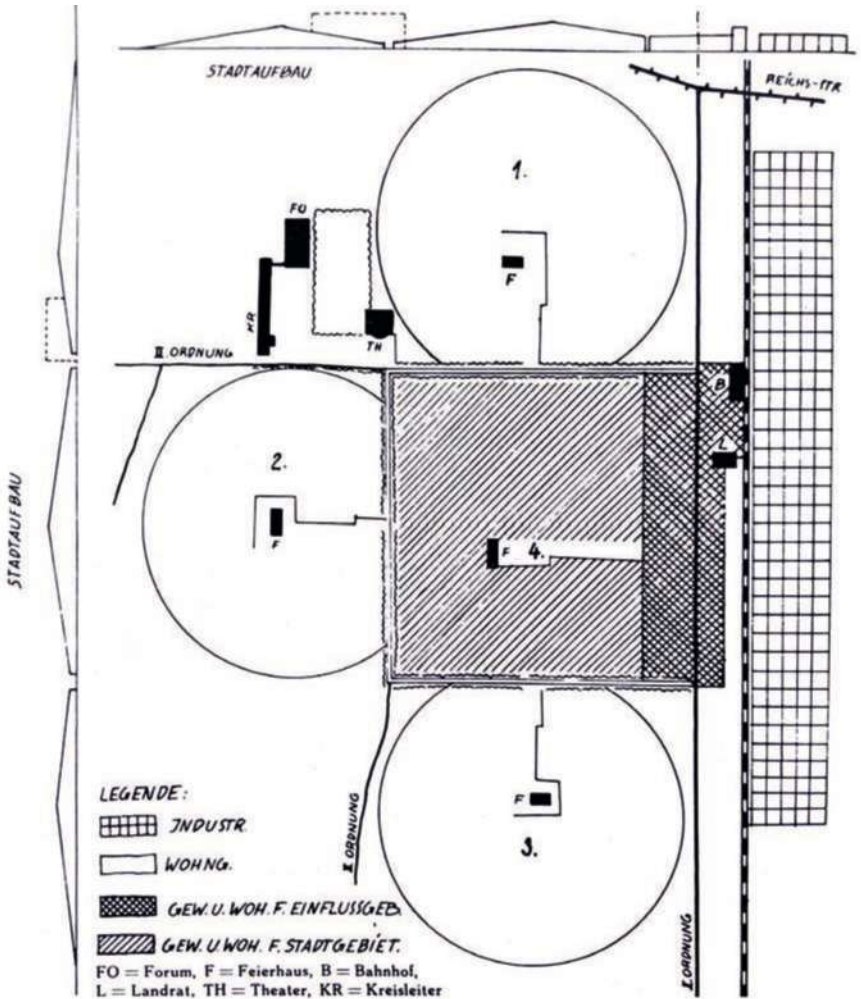 STADTAUFBAU
REICHS-STR
1.
FO
F
KR
TH
III. ORDNUNG
B
2.
L
STADTAUFBAU
F
F 4.
F
3.
II. ORDNUNG
I. ORDNUNG
LEGENDE:
INDUSTR.
WOHNG.
GEW. U. WOH. F. EINFLUSSGEB.
GEW. U. WOH. F. STADTGEBIET.
FO = Forum, F = Feierhaus, B = Bahnhof,
L = Landrat, TH = Theater, KR = Kreisleiter